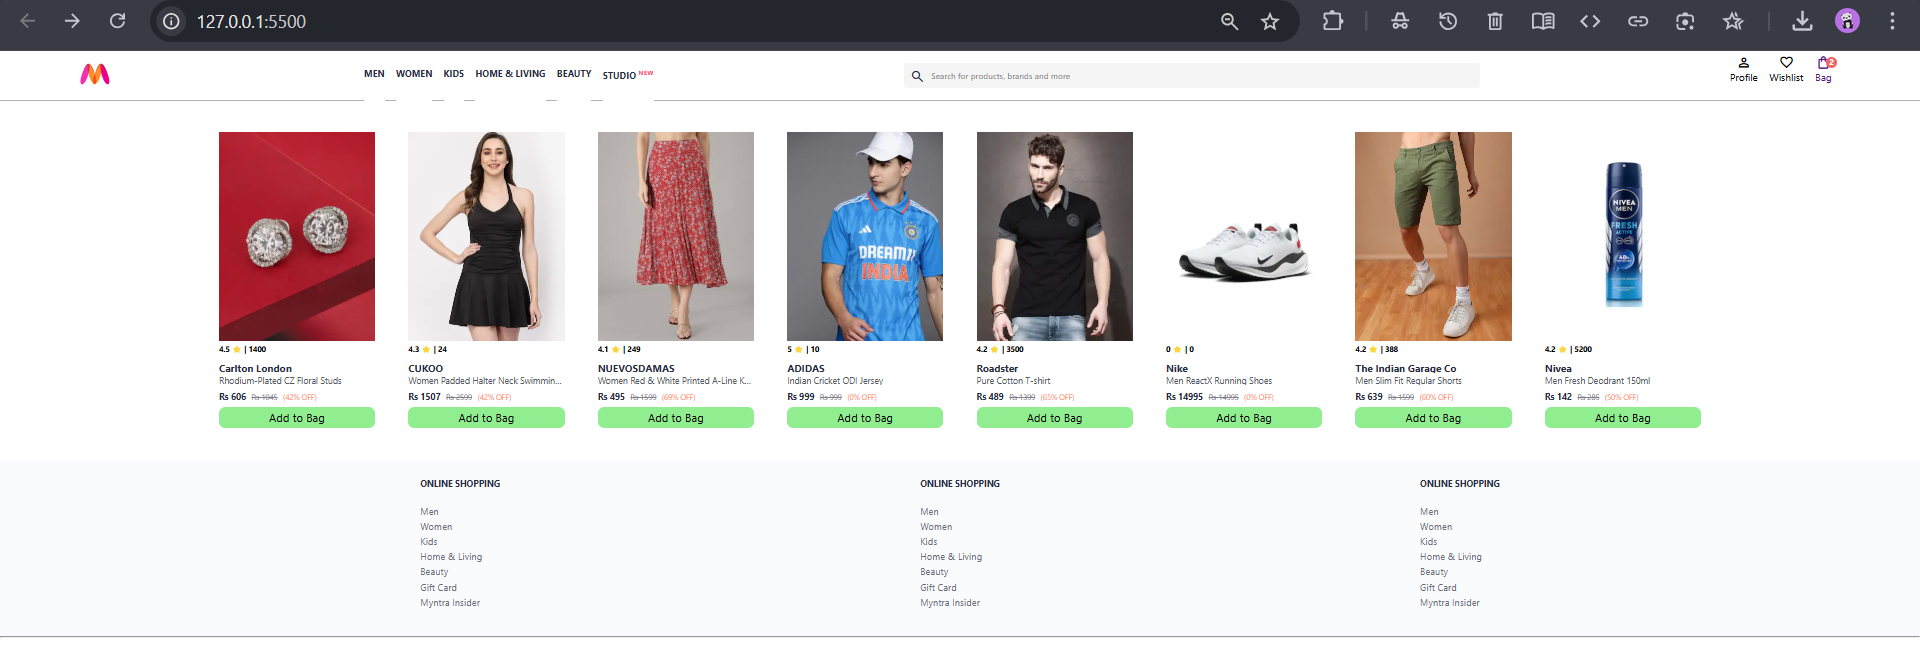 127.0.0.1:5500
MEN WOMEN KIDS HOME & LIVING BEAUTY STUDIO NEW
Search for products, brands and more
Profile Wishlist Bag 2
DREAM11
INDIA
NIVEA
MEN
FRESH
ACTIVE
48h
4.5 ⭐ | 1400
Carlton London
Rhodium-Plated CZ Floral Studs
Rs 606 Rs 1045 (42% OFF)
Add to Bag
4.3 ⭐ | 24
CUKOO
Women Padded Halter Neck Swimmin...
Rs 1507 Rs 2599 (42% OFF)
Add to Bag
4.1 ⭐ | 249
NUEVOSDAMAS
Women Red & White Printed A-Line K...
Rs 495 Rs 1599 (69% OFF)
Add to Bag
5 ⭐ | 10
ADIDAS
Indian Cricket ODI Jersey
Rs 999 Rs 999 (0% OFF)
Add to Bag
4.2 ⭐ | 3500
Roadster
Pure Cotton T-shirt
Rs 489 Rs 1399 (65% OFF)
Add to Bag
0 ⭐ | 0
Nike
Men ReactX Running Shoes
Rs 14995 Rs 14995 (0% OFF)
Add to Bag
4.2 ⭐ | 388
The Indian Garage Co
Men Slim Fit Regular Shorts
Rs 639 Rs 1599 (60% OFF)
Add to Bag
4.2 ⭐ | 5200
Nivea
Men Fresh Deodrant 150ml
Rs 142 Rs 285 (50% OFF)
Add to Bag
ONLINE SHOPPING
Men
Women
Kids
Home & Living
Beauty
Gift Card
Myntra Insider
ONLINE SHOPPING
Men
Women
Kids
Home & Living
Beauty
Gift Card
Myntra Insider
ONLINE SHOPPING
Men
Women
Kids
Home & Living
Beauty
Gift Card
Myntra Insider